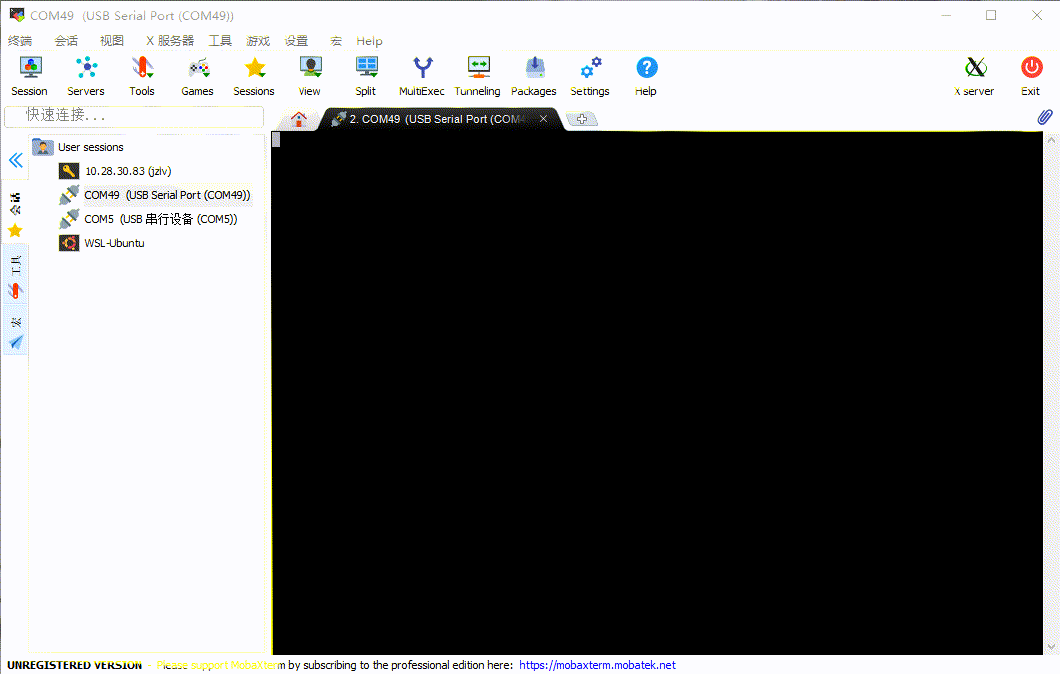 COM49 (USB Serial Port (COM49))
终端 会话 视图 X 服务器 工具 游戏 设置 宏 Help
Session Servers Tools Games Sessions View Split MultiExec Tunneling Packages Settings Help X server Exit
快速连接...
2. COM49 (USB Serial Port (COM4
User sessions
10.28.30.83 (jzlv)
COM49 (USB Serial Port (COM49))
COM5 (USB 串行设备 (COM5))
WSL-Ubuntu
工具
UNREGISTERED VERSION - Please support MobaXterm by subscribing to the professional edition here: https://mobaxterm.mobatek.net